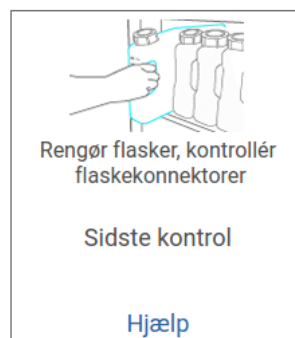 Rengør flasker, kontrollér
flaskekonnektorer
Sidste kontrol
Hjælp